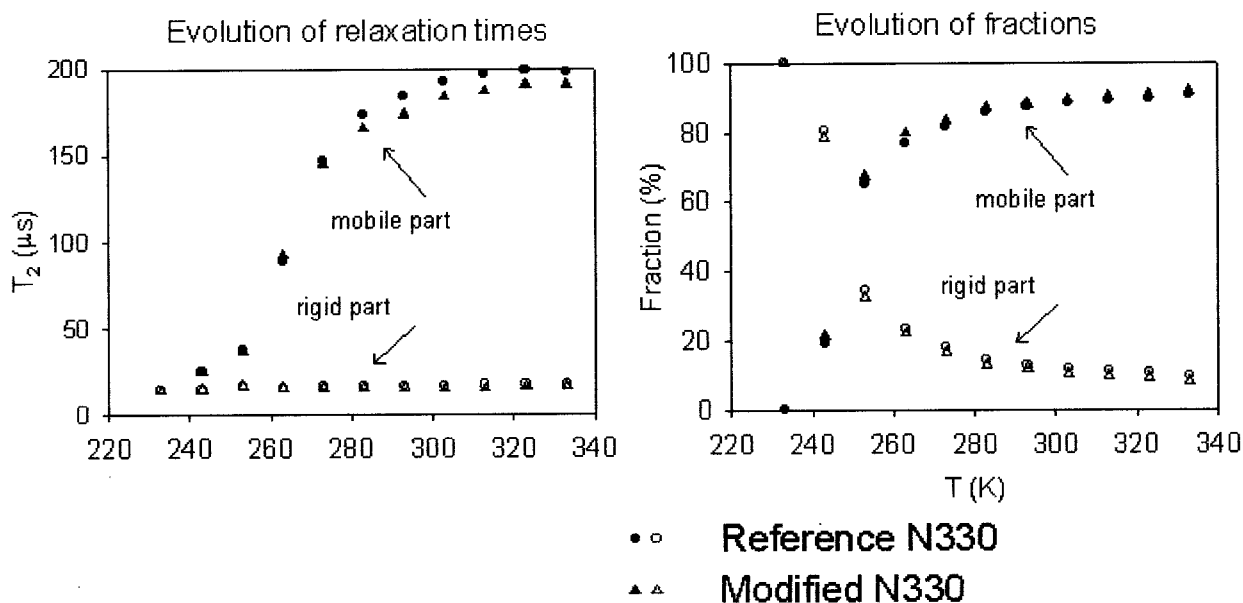 Evolution of relaxation times
200
150
100
50
0
T₂ (μs)
mobile part
rigid part
220 240 260 280 300 320 340
Evolution of fractions
100
80
60
40
20
0
Fraction (%)
mobile part
rigid part
220 240 260 280 300 320 340
T (K)
Reference N330
Modified N330